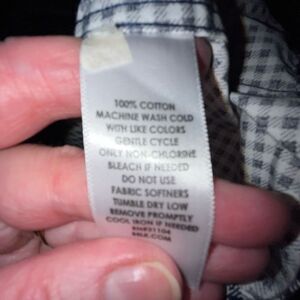 100% COTTON
MACHINE WASH COLD
WITH LIKE COLORS
GENTLE CYCLE
ONLY NON-CHLORINE
BLEACH IF NEEDED
DO NOT USE
FABRIC SOFTNERS
TUMBLE DRY LOW
REMOVE PROMPTLY
COOL IRON IF NEEDED